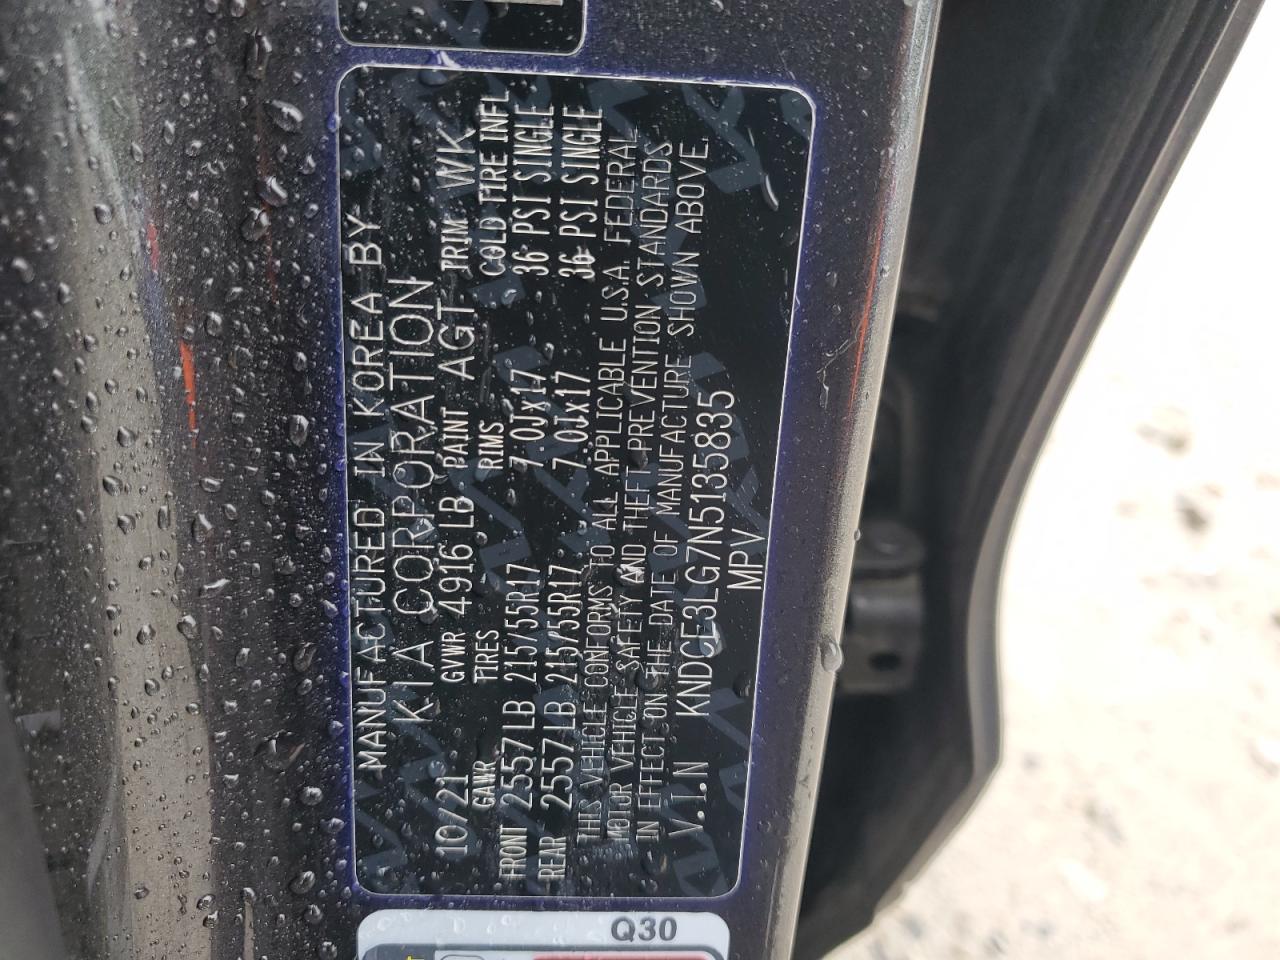 MANUFACTURED IN KOREA BY
KIA CORPORATION
10/21 GVWR 4916 LB PAINT AGT TRIM WK
GAWR TIRES RIMS COLD TIRE INFL
FRONT 2557LB 215/55R17 7.0Jx17 36 PSI SINGLE
REAR 2557LB 215/55R17 7.0Jx17 36 PSI SINGLE
THIS VEHICLE CONFORMS TO ALL APPLICABLE U.S.A. FEDERAL
MOTOR VEHICLE SAFETY AND THEFT PREVENTION STANDARDS
IN EFFECT ON THE DATE OF MANUFACTURE SHOWN ABOVE.
V.I.N KNDCE3LG7N5135835
MPV
Q30